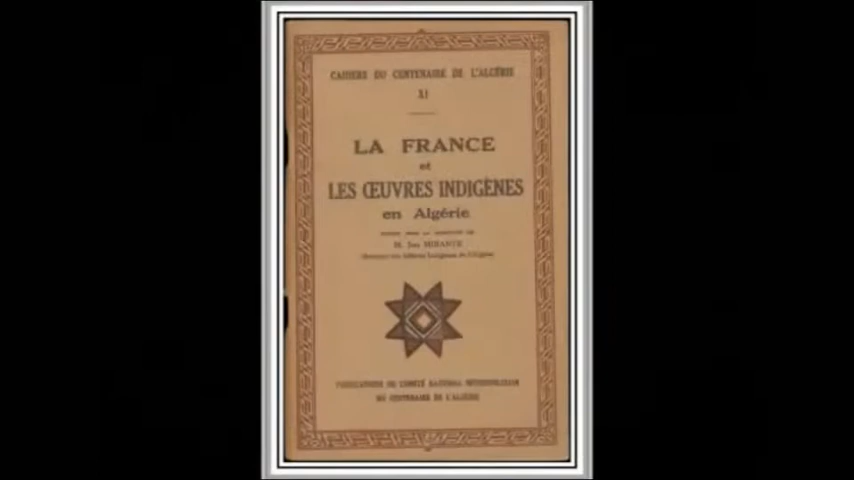 CAHIERS DU CENTENAIRE DE L'ALGÉRIE
XI
LA FRANCE
et
LES ŒUVRES INDIGÈNES
en Algérie
M. Jean MIRANTE
PUBLICATIONS DU COMITÉ NATIONAL MÉTROPOLITAIN
DU CENTENAIRE DE L'ALGÉRIE